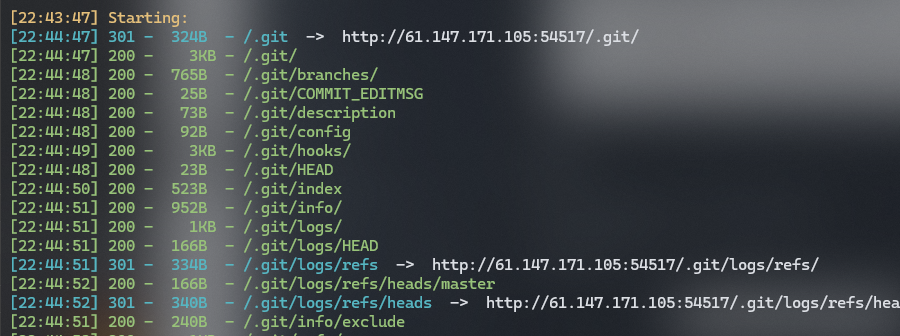 [22:43:47] Starting:
[22:44:47] 301 -  324B  - /.git  ->  http://61.147.171.105:54517/.git/
[22:44:47] 200 -    3KB - /.git/
[22:44:48] 200 -  765B  - /.git/branches/
[22:44:48] 200 -   25B  - /.git/COMMIT_EDITMSG
[22:44:48] 200 -   73B  - /.git/description
[22:44:48] 200 -   92B  - /.git/config
[22:44:49] 200 -    3KB - /.git/hooks/
[22:44:48] 200 -   23B  - /.git/HEAD
[22:44:50] 200 -  523B  - /.git/index
[22:44:51] 200 -  952B  - /.git/info/
[22:44:51] 200 -    1KB - /.git/logs/
[22:44:51] 200 -  166B  - /.git/logs/HEAD
[22:44:51] 301 -  334B  - /.git/logs/refs  ->  http://61.147.171.105:54517/.git/logs/refs/
[22:44:52] 200 -  166B  - /.git/logs/refs/heads/master
[22:44:52] 301 -  340B  - /.git/logs/refs/heads  ->  http://61.147.171.105:54517/.git/logs/refs/hea
[22:44:51] 200 -  240B  - /.git/info/exclude